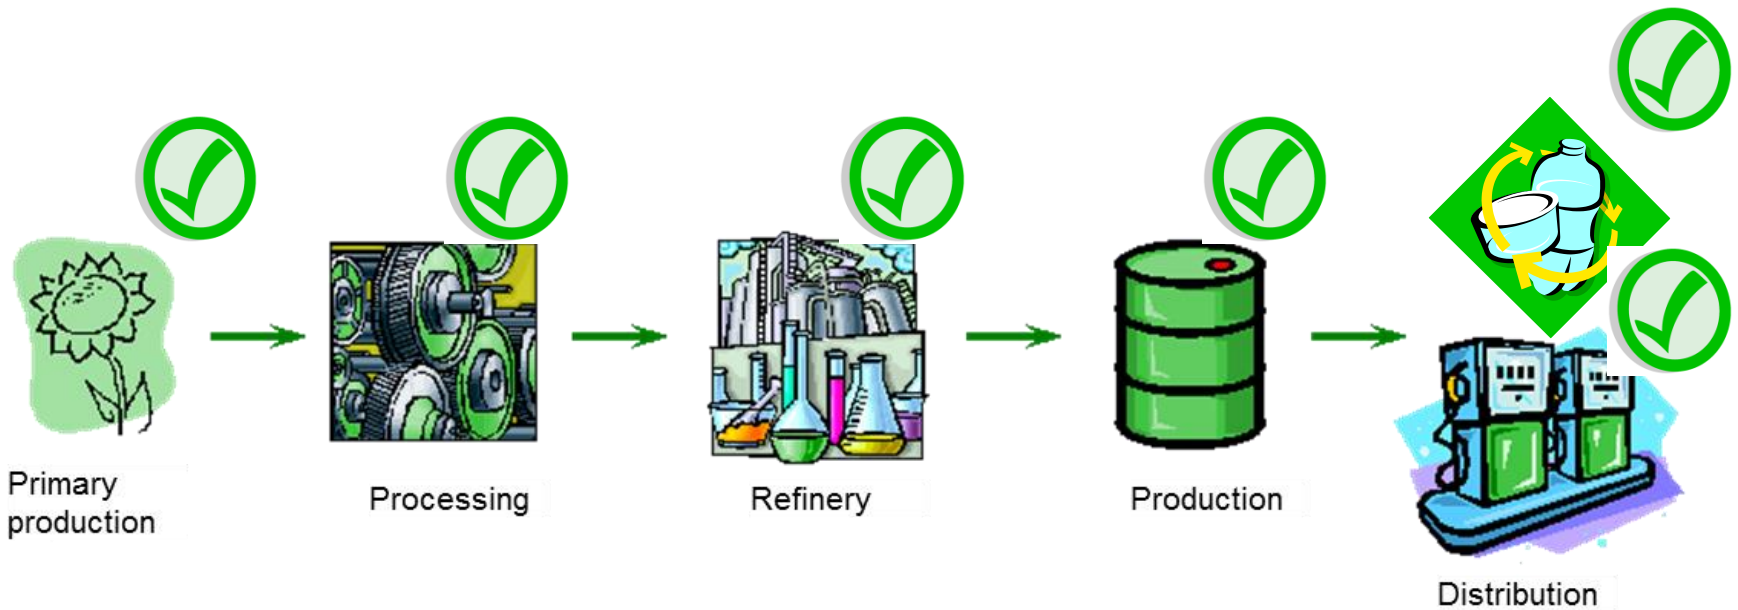 Primary
production
Processing
Refinery
Production
Distribution